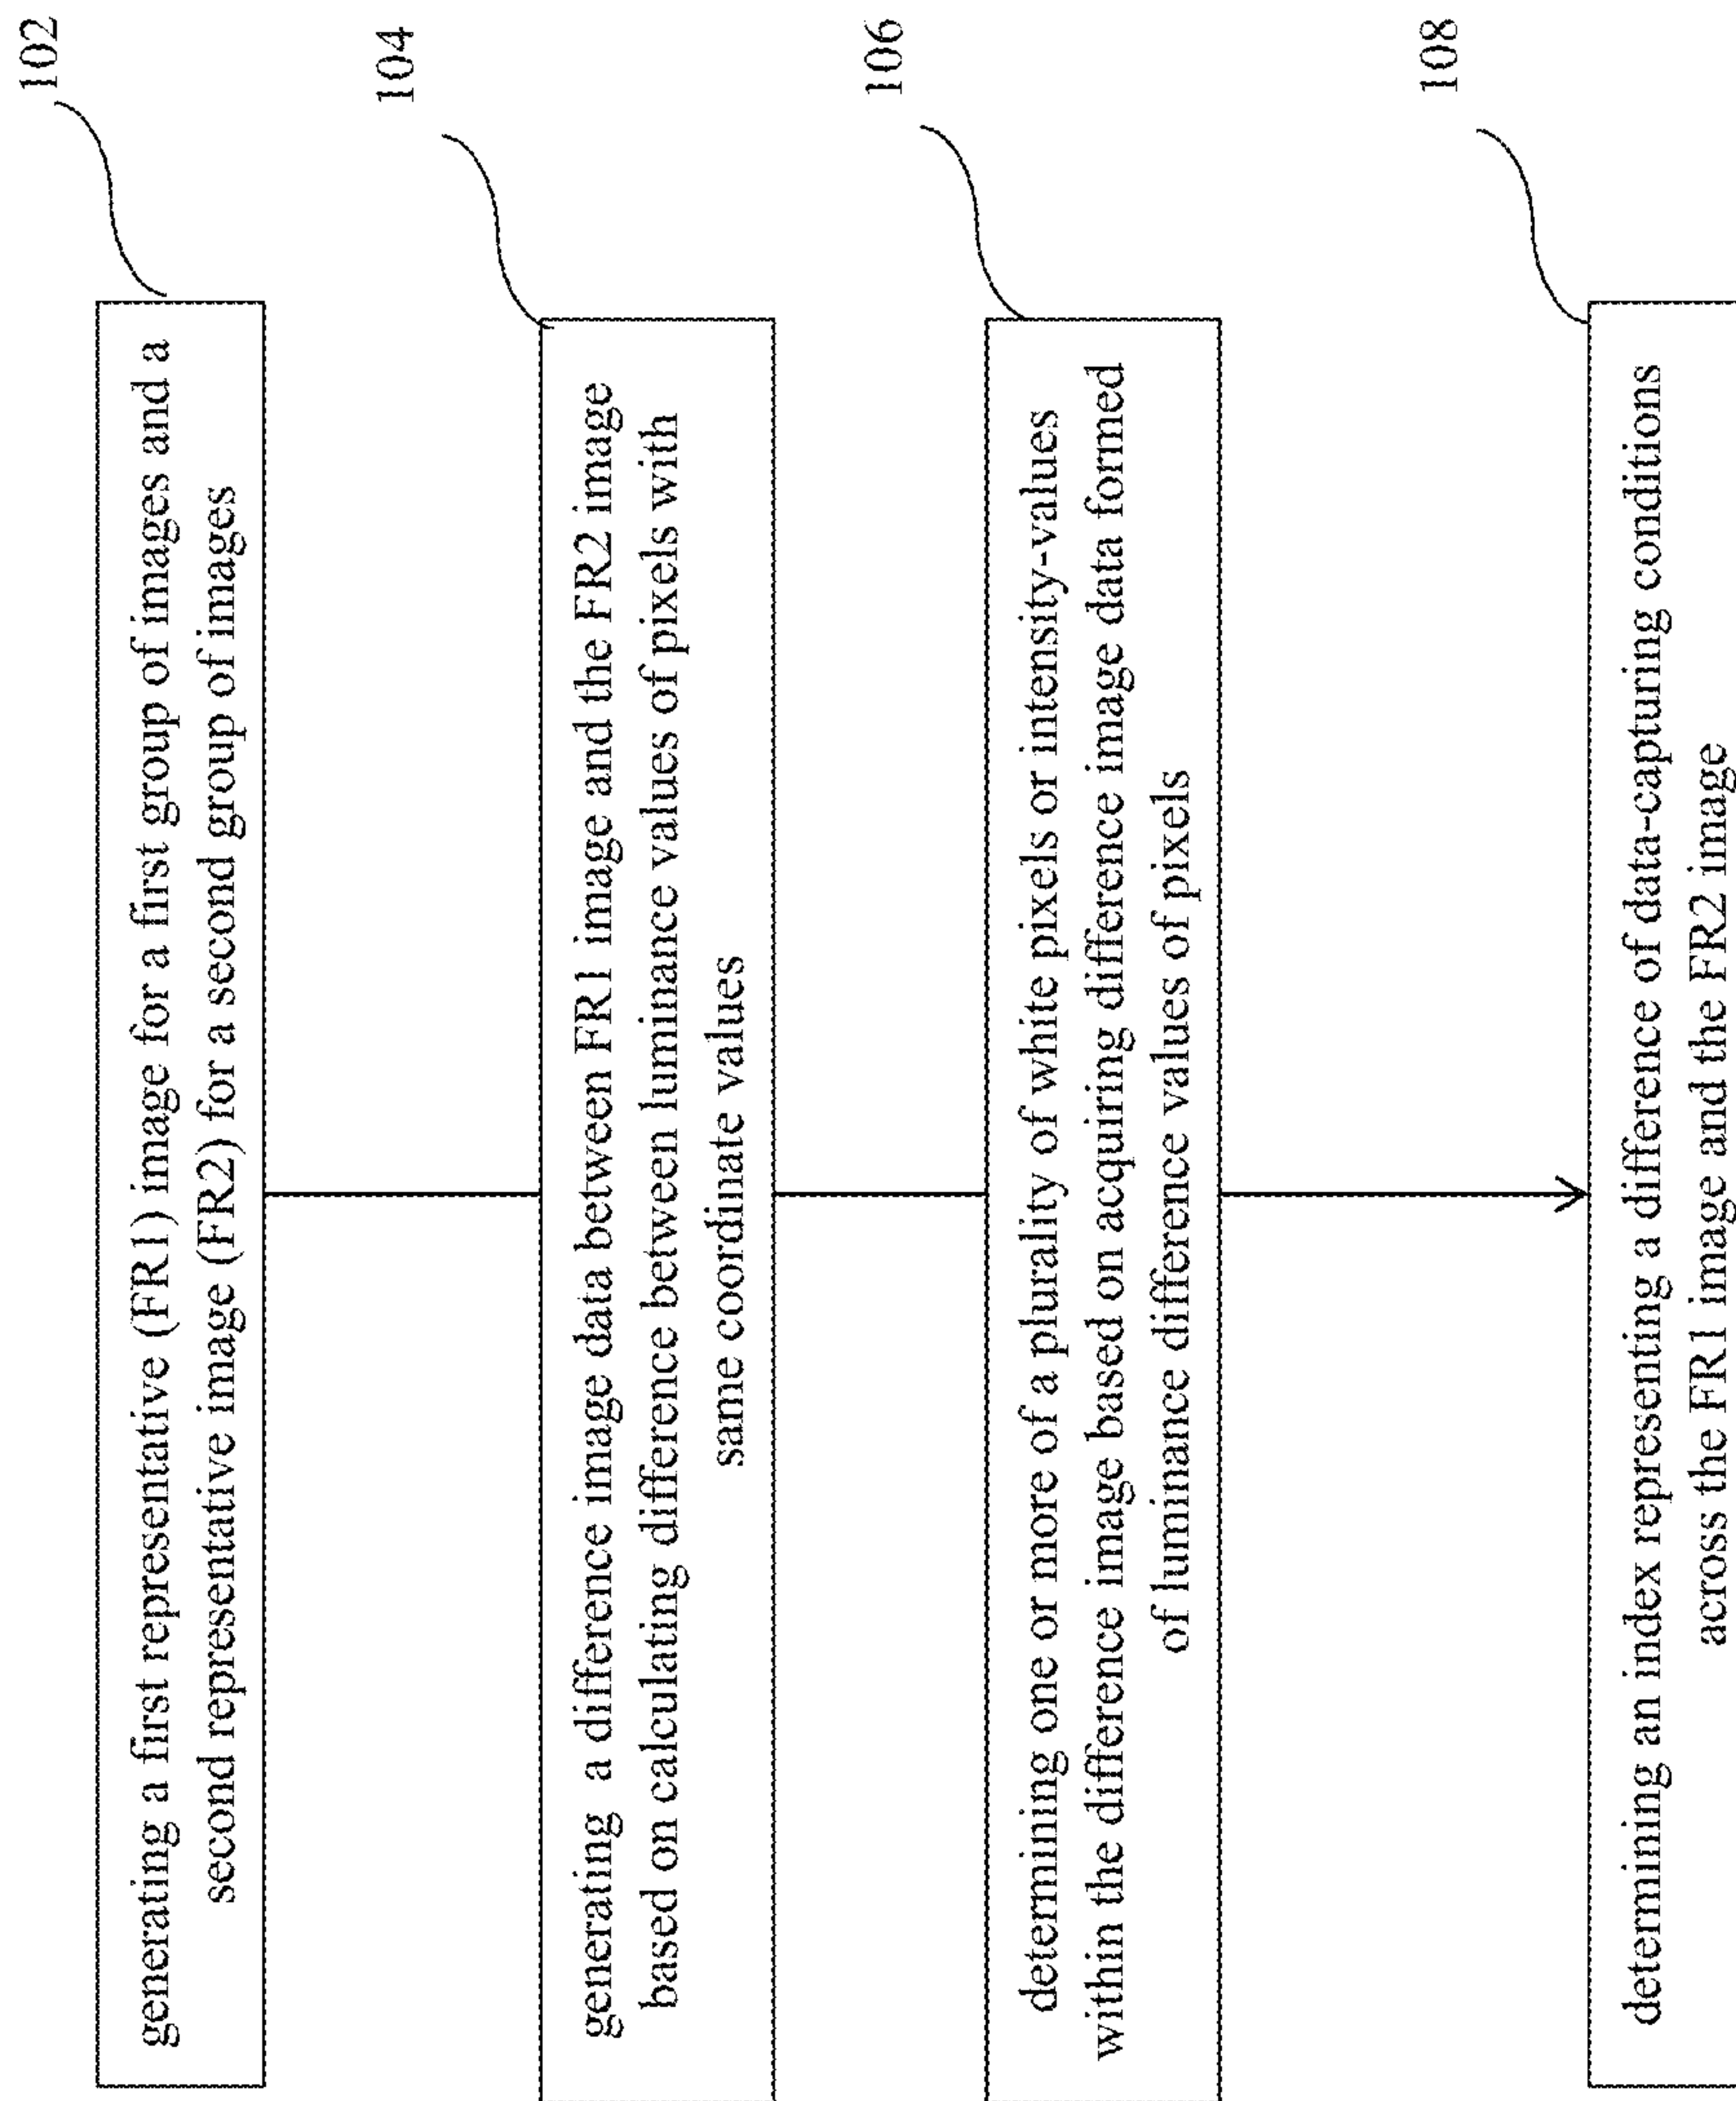 102
generating a first representative (FR1) image for a first group of images and a
second representative image (FR2) for a second group of images
104
generating a difference image data between FR1 image and the FR2 image
based on calculating difference between luminance values of pixels with
same coordinate values
106
determining one or more of a plurality of white pixels or intensity-values
within the difference image based on acquiring difference image data formed
of luminance difference values of pixels
108
determining an index representing a difference of data-capturing conditions
across the FR1 image and the FR2 image